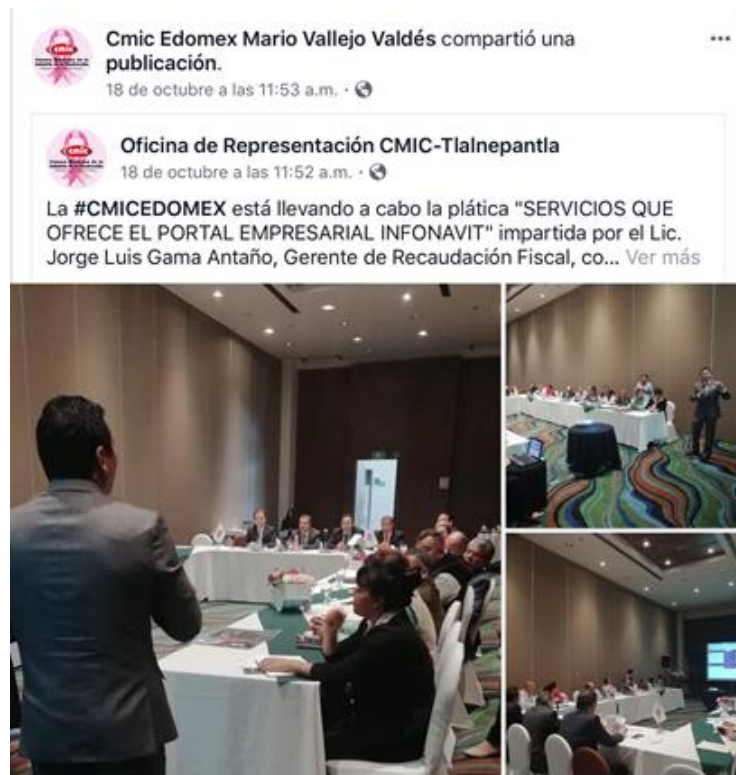 Cmic Edomex Mario Vallejo Valdés compartió una
publicación.
18 de octubre a las 11:53 a.m. ·
cmic
Oficina de Representación CMIC-Tlalnepantla
18 de octubre a las 11:52 a.m. ·
cmic
La #CMICEDOMEX está llevando a cabo la plática "SERVICIOS QUE
OFRECE EL PORTAL EMPRESARIAL INFONAVIT" impartida por el Lic.
Jorge Luis Gama Antaño, Gerente de Recaudación Fiscal, co... Ver más